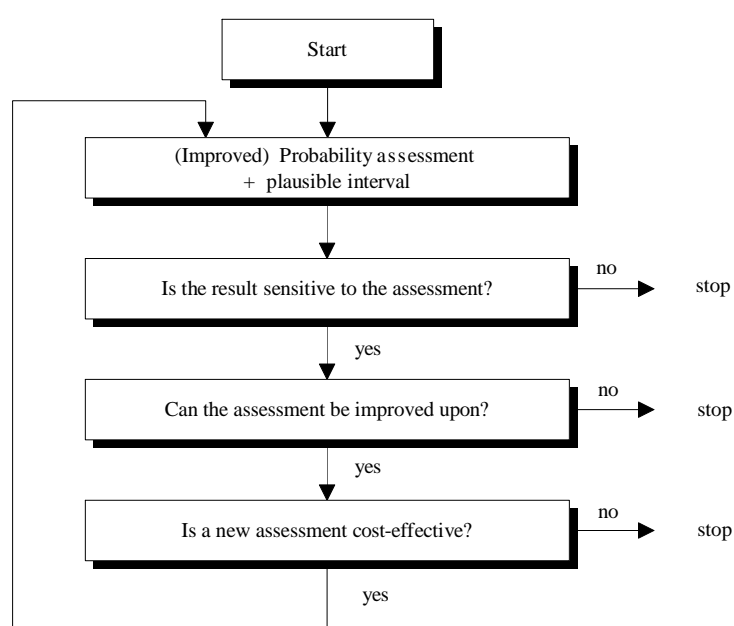 Start
(Improved) Probability assessment
+ plausible interval
Is the result sensitive to the assessment?
no
stop
yes
Can the assessment be improved upon?
no
stop
yes
Is a new assessment cost-effective?
no
stop
yes